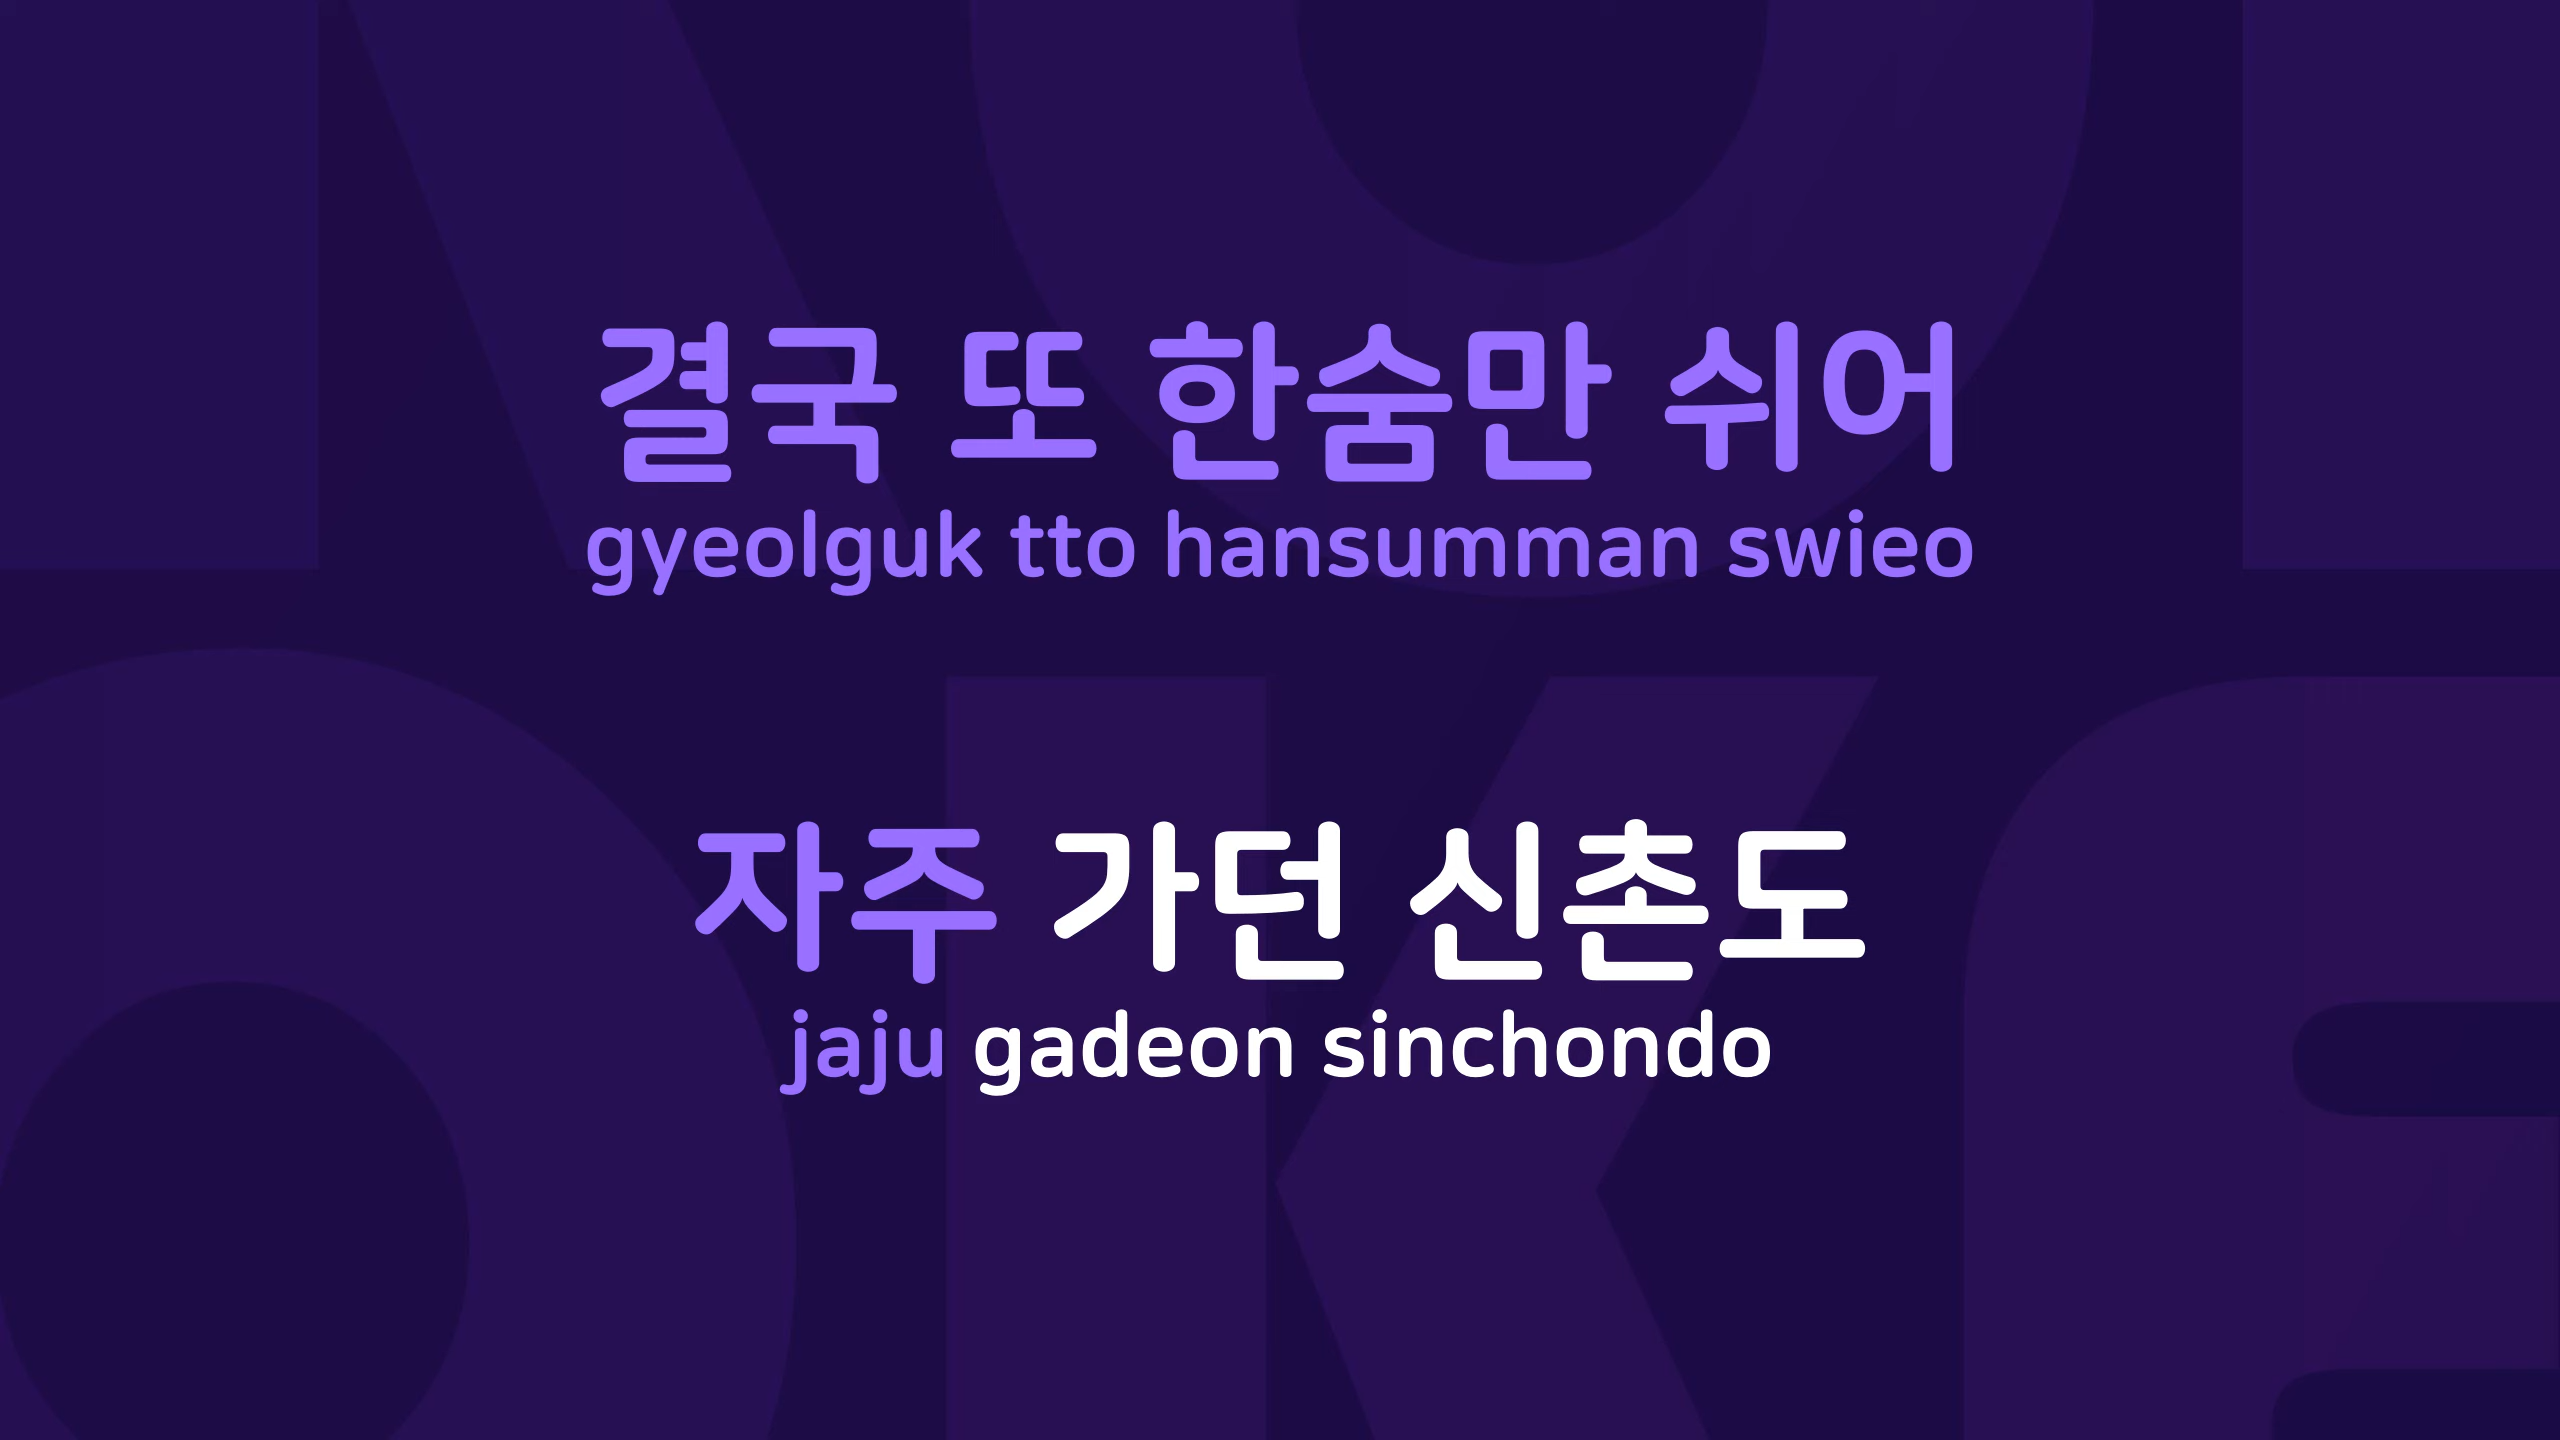 결국 또 한숨만 쉬어
gyeolguk tto hansumman swieo
자주 가던 신촌도
jaju gadeon sinchondo